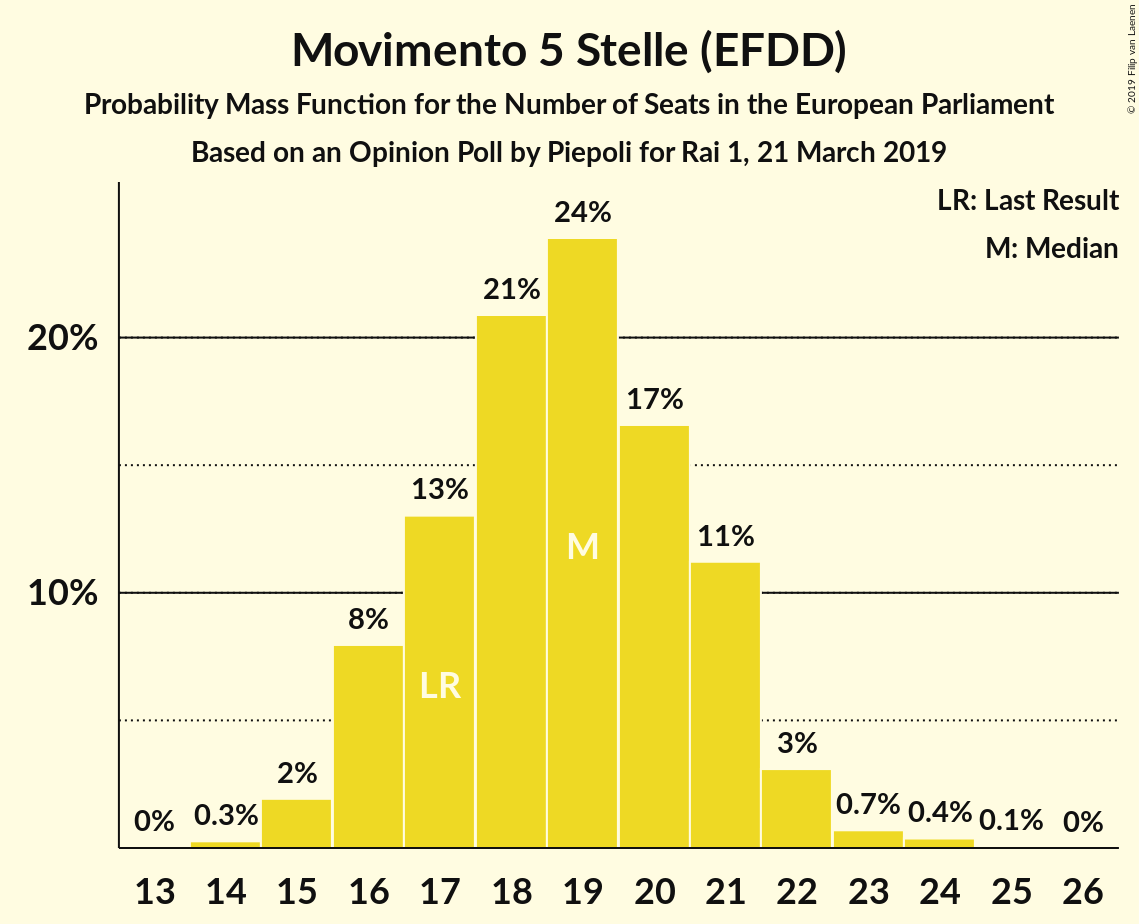 Movimento 5 Stelle (EFDD)
Probability Mass Function for the Number of Seats in the European Parliament
Based on an Opinion Poll by Piepoli for Rai 1, 21 March 2019
© 2019 Filip van Laenen
LR: Last Result
M: Median
20%
10%
0%
0.3%
2%
8%
13%
21%
24%
17%
11%
3%
0.7%
0.4%
0.1%
0%
LR
M
13 14 15 16 17 18 19 20 21 22 23 24 25 26